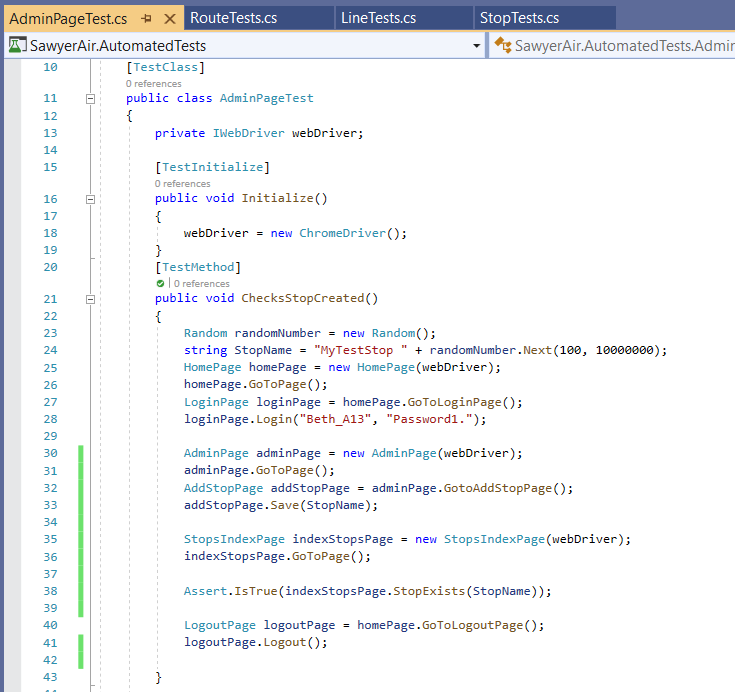 AdminPageTest.cs RouteTests.cs LineTests.cs StopTests.cs
SawyerAir.AutomatedTests SawyerAir.AutomatedTests.Admin
10 [TestClass]
0 references
11 public class AdminPageTest
12 {
13 private IWebDriver webDriver;
14
15 [TestInitialize]
0 references
16 public void Initialize()
17 {
18 webDriver = new ChromeDriver();
19 }
20 [TestMethod]
| 0 references
21 public void ChecksStopCreated()
22 {
23 Random randomNumber = new Random();
24 string StopName = "MyTestStop " + randomNumber.Next(100, 10000000);
25 HomePage homePage = new HomePage(webDriver);
26 homePage.GoToPage();
27 LoginPage loginPage = homePage.GoToLoginPage();
28 loginPage.Login("Beth_A13", "Password1.");
29
30 AdminPage adminPage = new AdminPage(webDriver);
31 adminPage.GoToPage();
32 AddStopPage addStopPage = adminPage.GotoAddStopPage();
33 addStopPage.Save(StopName);
34
35 StopsIndexPage indexStopsPage = new StopsIndexPage(webDriver);
36 indexStopsPage.GoToPage();
37
38 Assert.IsTrue(indexStopsPage.StopExists(StopName));
39
40 LogoutPage logoutPage = homePage.GoToLogoutPage();
41 logoutPage.Logout();
42
43 }